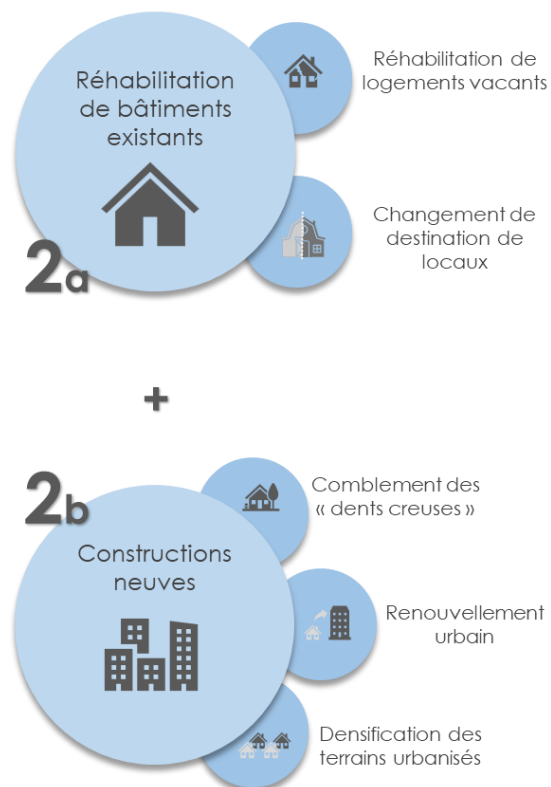 Réhabilitation
de bâtiments
existants
2a
Réhabilitation de
logements vacants
Changement de
destination de
locaux
+
2b
Constructions
neuves
Comblement des
« dents creuses »
Renouvellement
urbain
Densification des
terrains urbanisés